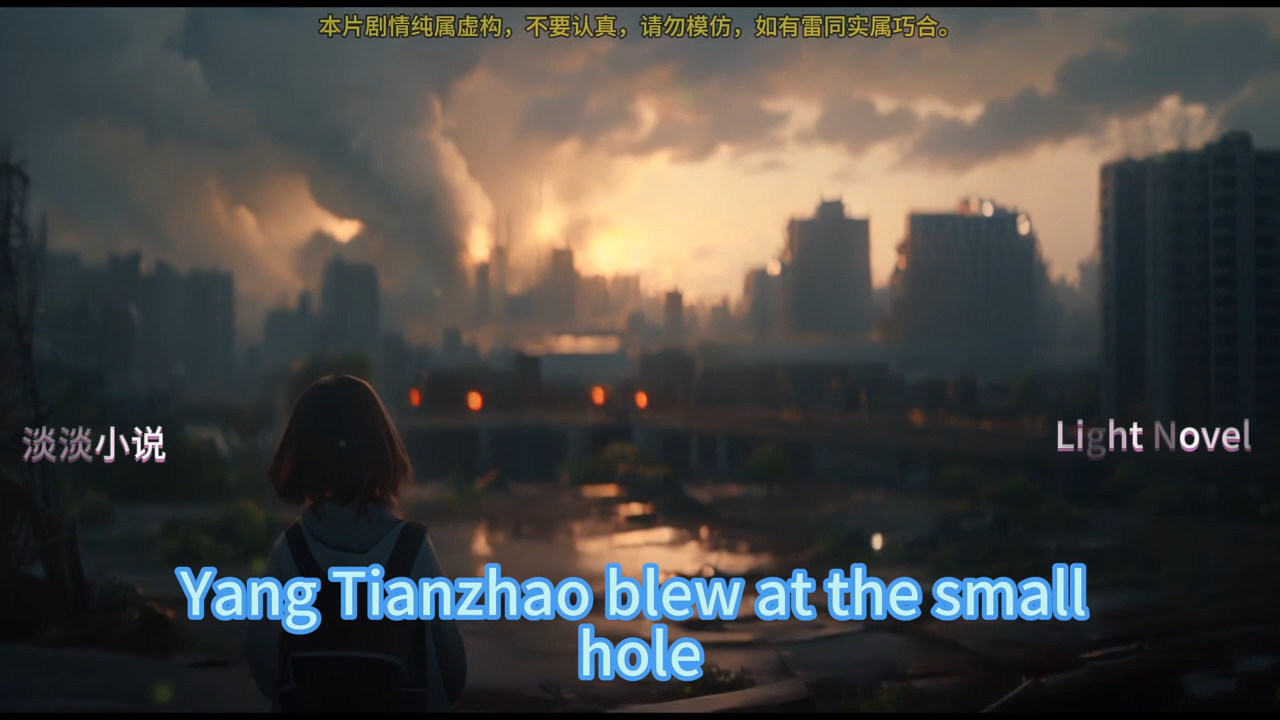 本片剧情纯属虚构，不要认真，请勿模仿，如有雷同实属巧合。
淡淡小说
Light Novel
Yang Tianzhao blew at the small
hole